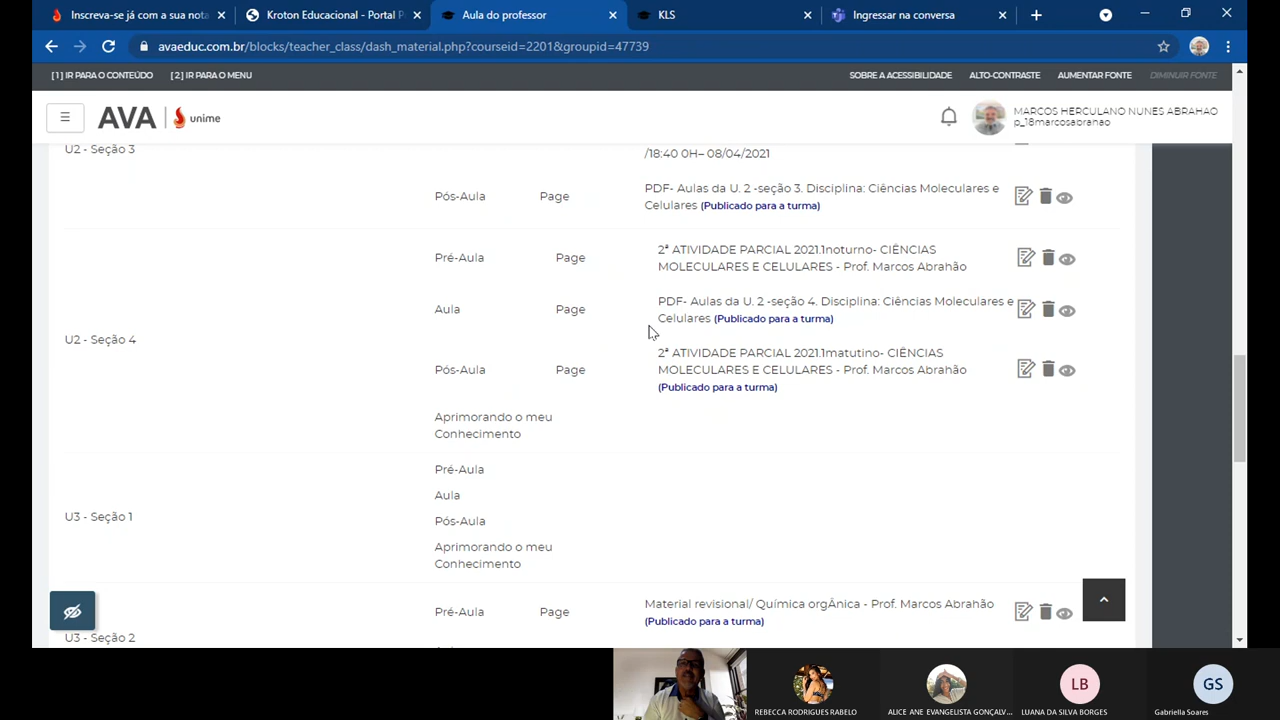 Inscreva-se já com a sua nota
Kroton Educacional - Portal P
Aula do professor
KLS
Ingressar na conversa
avaeduc.com.br/blocks/teacher_class/dash_material.php?courseid=2201&groupid=47739
[1] IR PARA O CONTEÚDO [2] IR PARA O MENU
SOBRE A ACESSIBILIDADE ALTO-CONTRASTE AUMENTAR FONTE DIMINUIR FONTE
AVA unime
MARCOS HERCULANO NUNES ABRAHAO
p_18marcosabrahao
U2 - Seção 3
/18:40 0H– 08/04/2021
Pós-Aula Page
PDF- Aulas da U. 2 -seção 3. Disciplina: Ciências Moleculares e
Celulares (Publicado para a turma)
U2 - Seção 4
Pré-Aula Page
2ª ATIVIDADE PARCIAL 2021.1noturno- CIÊNCIAS
MOLECULARES E CELULARES - Prof. Marcos Abrahão
Aula Page
PDF- Aulas da U. 2 -seção 4. Disciplina: Ciências Moleculares e
Celulares (Publicado para a turma)
Pós-Aula Page
2ª ATIVIDADE PARCIAL 2021.1matutino- CIÊNCIAS
MOLECULARES E CELULARES - Prof. Marcos Abrahão
(Publicado para a turma)
Aprimorando o meu
Conhecimento
U3 - Seção 1
Pré-Aula
Aula
Pós-Aula
Aprimorando o meu
Conhecimento
U3 - Seção 2
Pré-Aula Page
Material revisional/ Química orgÂnica - Prof. Marcos Abrahão
(Publicado para a turma)
REBECCA RODRIGUES RABELO
ALICE ANE EVANGELISTA GONÇALV...
LB
LUANA DA SILVA BORGES
GS
Gabriella Soares